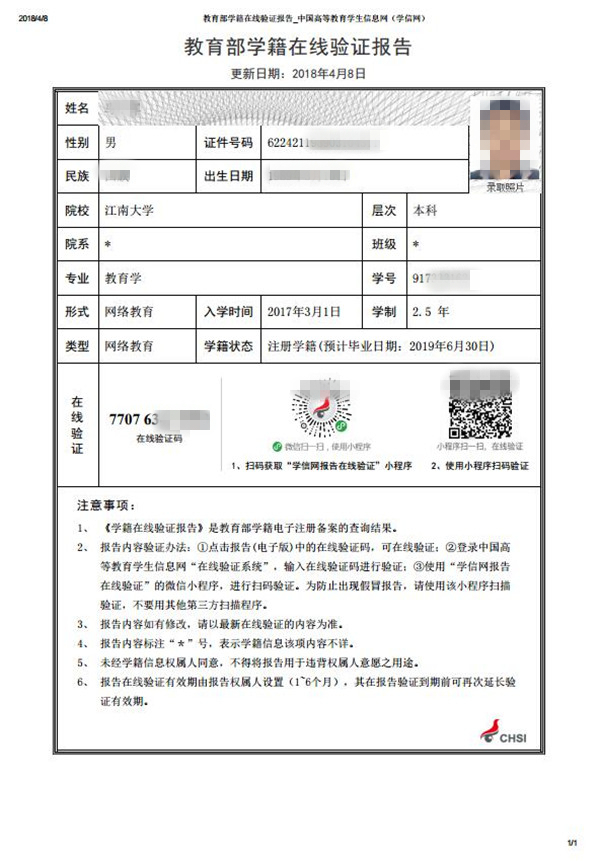 2018/4/8 教育部学籍在线验证报告_中国高等教育学生信息网（学信网）
教育部学籍在线验证报告
更新日期：2018年4月8日
姓名
性别 男 证件号码 6224211
民族 出生日期
录取照片
院校 江南大学 层次 本科
院系 * 班级 *
专业 教育学 学号 917
形式 网络教育 入学时间 2017年3月1日 学制 2.5 年
类型 网络教育 学籍状态 注册学籍(预计毕业日期：2019年6月30日)
在线验证
7707 63
在线验证码
微信扫一扫，使用小程序
小程序扫一扫，在线验证
1、扫码获取“学信网报告在线验证”小程序
2、使用小程序扫码验证
注意事项：
1、 《学籍在线验证报告》是教育部学籍电子注册备案的查询结果。
2、 报告内容验证办法：①点击报告(电子版)中的在线验证码，可在线验证；②登录中国高
等教育学生信息网“在线验证系统”，输入在线验证码进行验证；③使用“学信网报告
在线验证”的微信小程序，进行扫码验证。为防止出现假冒报告，请使用该小程序扫描
验证，不要用其他第三方扫描程序。
3、 报告内容如有修改，请以最新在线验证的内容为准。
4、 报告内容标注“＊”号，表示学籍信息该项内容不详。
5、 未经学籍信息权属人同意，不得将报告用于违背权属人意愿之用途。
6、 报告在线验证有效期由报告权属人设置（1~6个月），其在报告验证到期前可再次延长验
证有效期。
CHSI
1/1